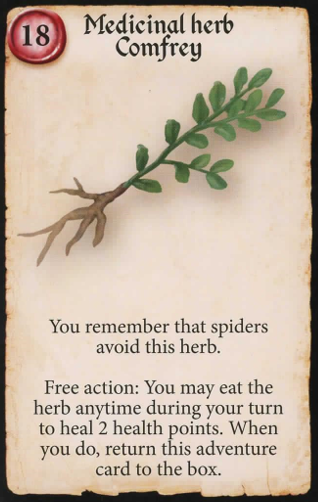 18
Medicinal herb
Comfrey
You remember that spiders
avoid this herb.
Free action: You may eat the
herb anytime during your turn
to heal 2 health points. When
you do, return this adventure
card to the box.